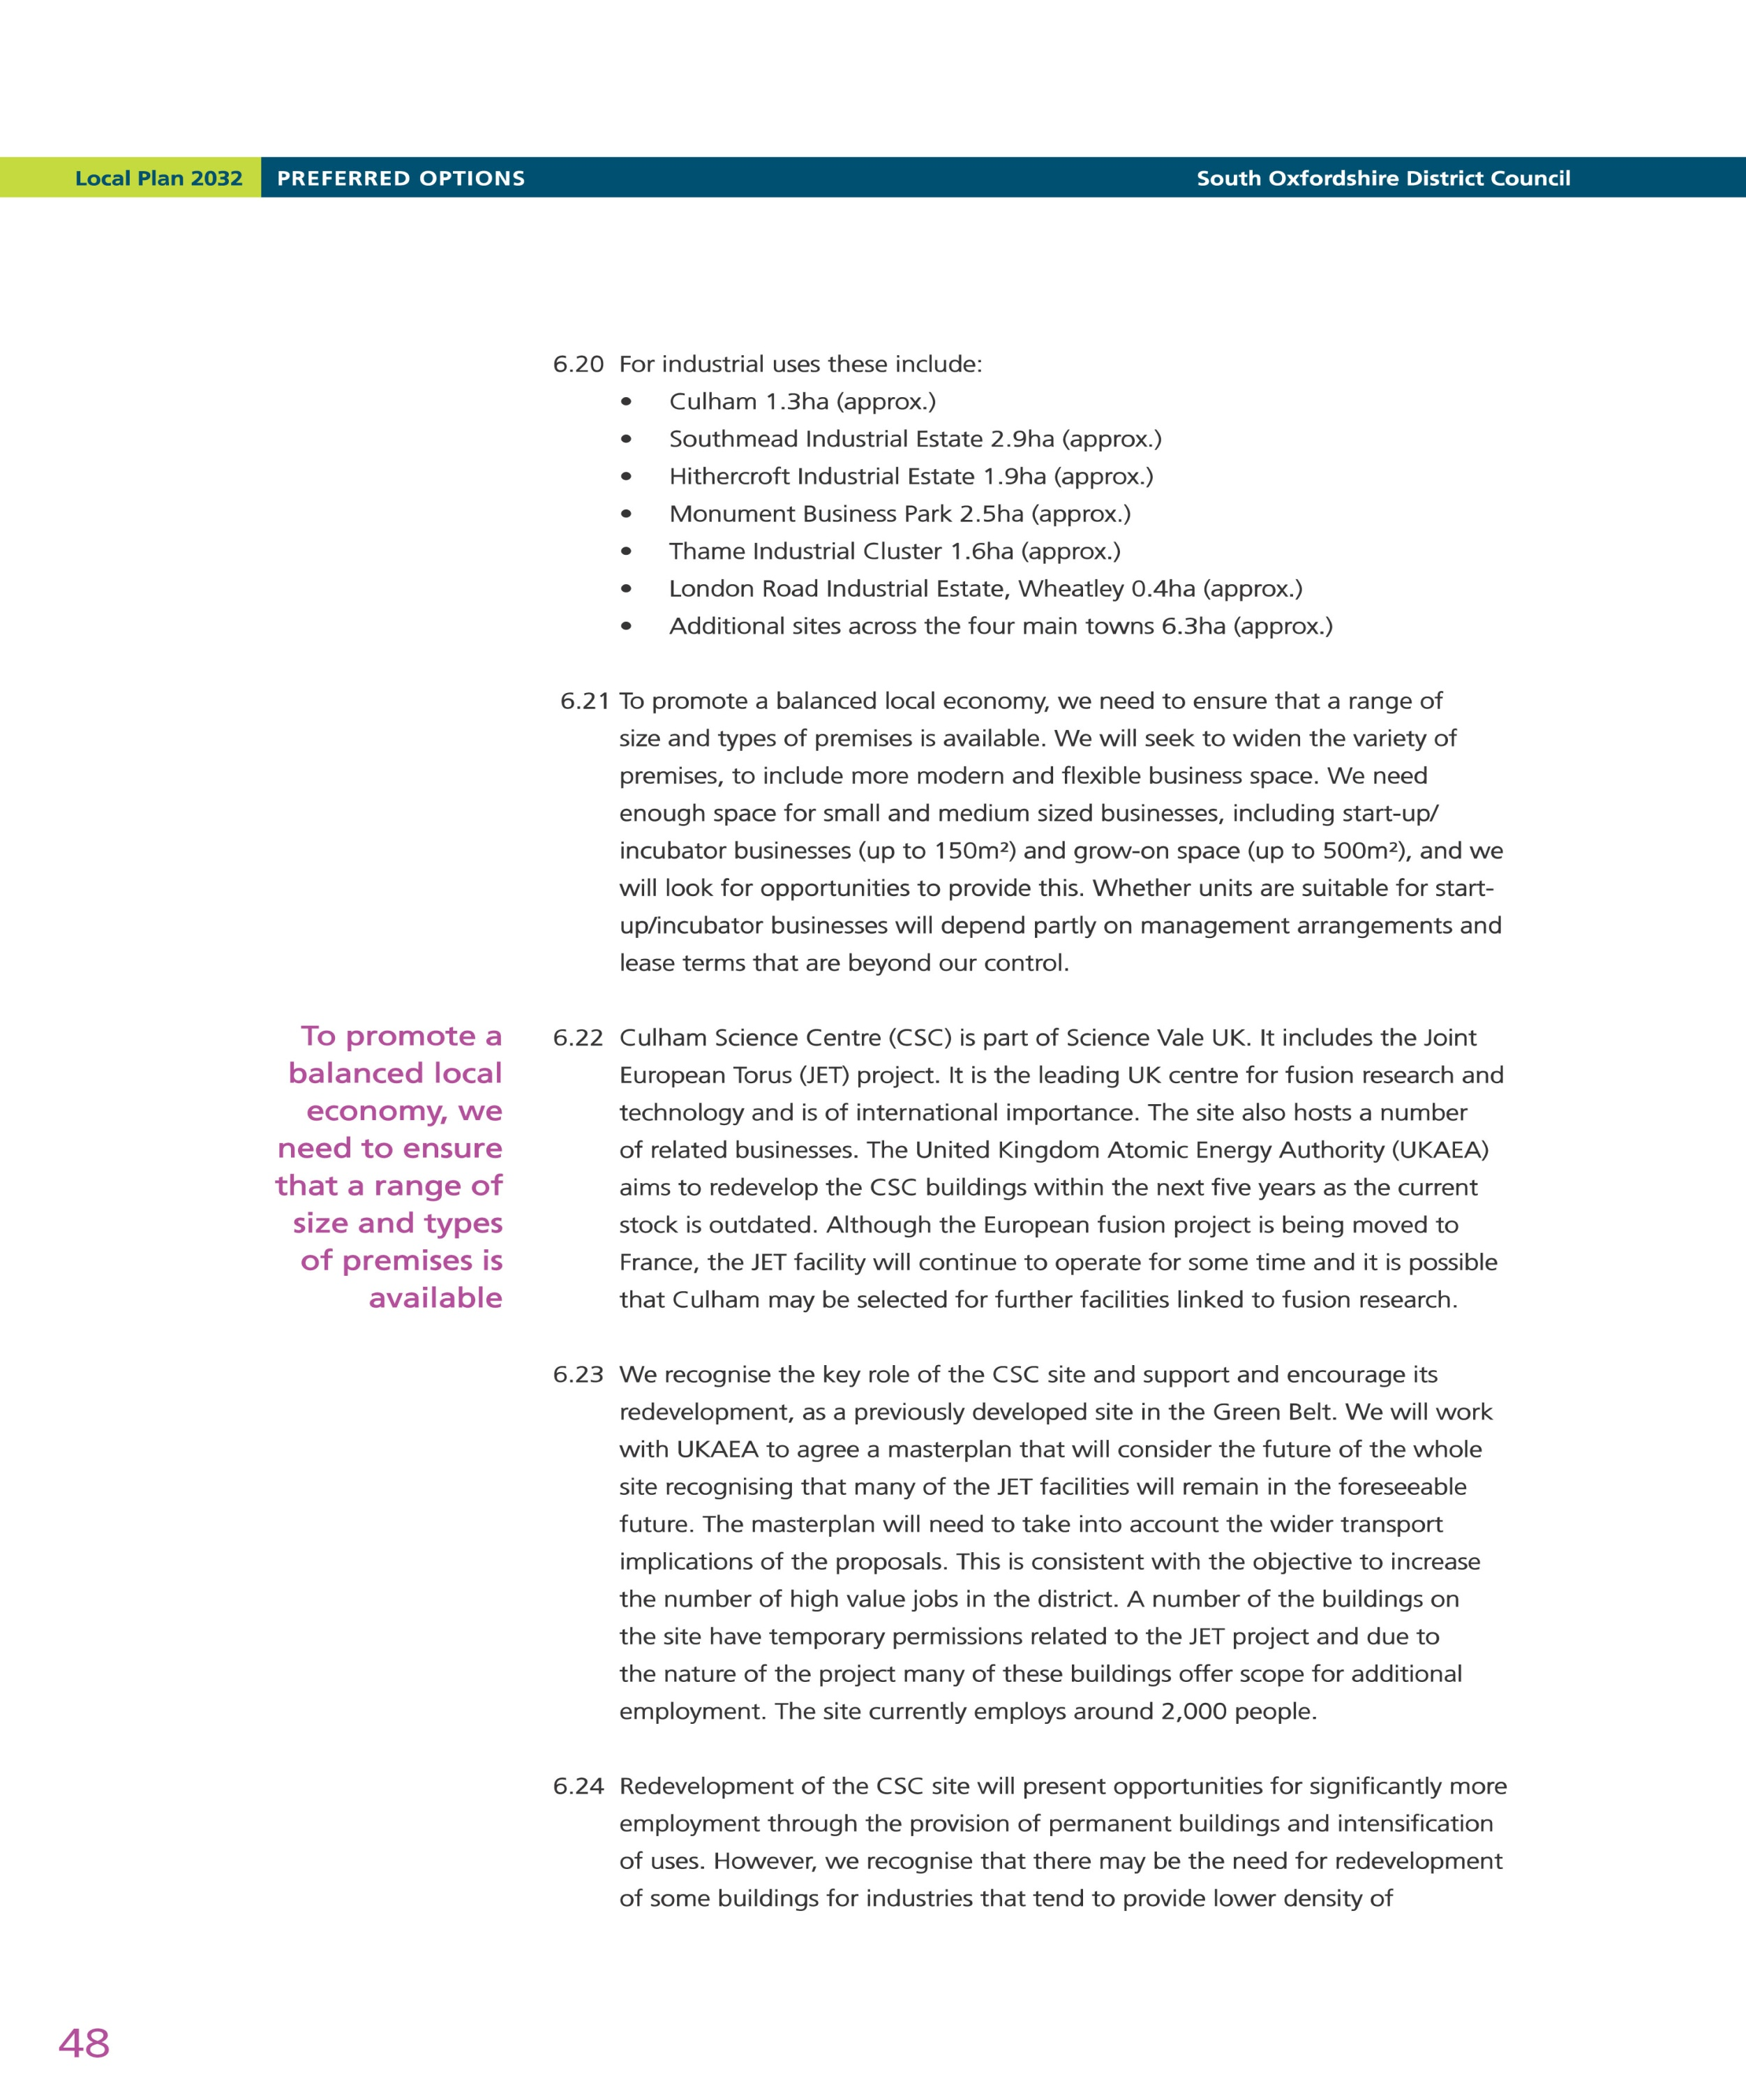 Local Plan 2032 PREFERRED OPTIONS South Oxfordshire District Council
6.20 For industrial uses these include:
• Culham 1.3ha (approx.)
• Southmead Industrial Estate 2.9ha (approx.)
• Hithercroft Industrial Estate 1.9ha (approx.)
• Monument Business Park 2.5ha (approx.)
• Thame Industrial Cluster 1.6ha (approx.)
• London Road Industrial Estate, Wheatley 0.4ha (approx.)
• Additional sites across the four main towns 6.3ha (approx.)
6.21 To promote a balanced local economy, we need to ensure that a range of
size and types of premises is available. We will seek to widen the variety of
premises, to include more modern and flexible business space. We need
enough space for small and medium sized businesses, including start-up/
incubator businesses (up to 150m²) and grow-on space (up to 500m²), and we
will look for opportunities to provide this. Whether units are suitable for start-
up/incubator businesses will depend partly on management arrangements and
lease terms that are beyond our control.
To promote a
balanced local
economy, we
need to ensure
that a range of
size and types
of premises is
available
6.22 Culham Science Centre (CSC) is part of Science Vale UK. It includes the Joint
European Torus (JET) project. It is the leading UK centre for fusion research and
technology and is of international importance. The site also hosts a number
of related businesses. The United Kingdom Atomic Energy Authority (UKAEA)
aims to redevelop the CSC buildings within the next five years as the current
stock is outdated. Although the European fusion project is being moved to
France, the JET facility will continue to operate for some time and it is possible
that Culham may be selected for further facilities linked to fusion research.
6.23 We recognise the key role of the CSC site and support and encourage its
redevelopment, as a previously developed site in the Green Belt. We will work
with UKAEA to agree a masterplan that will consider the future of the whole
site recognising that many of the JET facilities will remain in the foreseeable
future. The masterplan will need to take into account the wider transport
implications of the proposals. This is consistent with the objective to increase
the number of high value jobs in the district. A number of the buildings on
the site have temporary permissions related to the JET project and due to
the nature of the project many of these buildings offer scope for additional
employment. The site currently employs around 2,000 people.
6.24 Redevelopment of the CSC site will present opportunities for significantly more
employment through the provision of permanent buildings and intensification
of uses. However, we recognise that there may be the need for redevelopment
of some buildings for industries that tend to provide lower density of
48